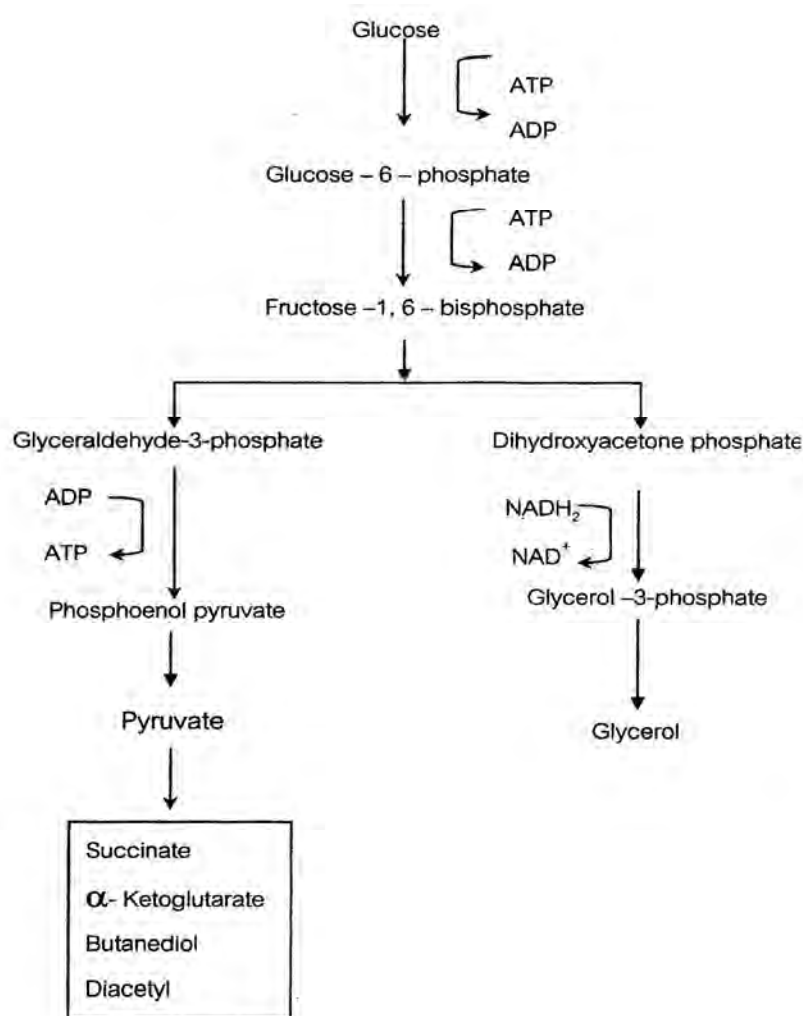 Glucose
ATP
ADP
Glucose – 6 – phosphate
ATP
ADP
Fructose –1, 6 – bisphosphate
Glyceraldehyde-3-phosphate
Dihydroxyacetone phosphate
ADP
ATP
NADH₂
NAD⁺
Phosphoenol pyruvate
Glycerol –3-phosphate
Pyruvate
Glycerol
Succinate
α- Ketoglutarate
Butanediol
Diacetyl